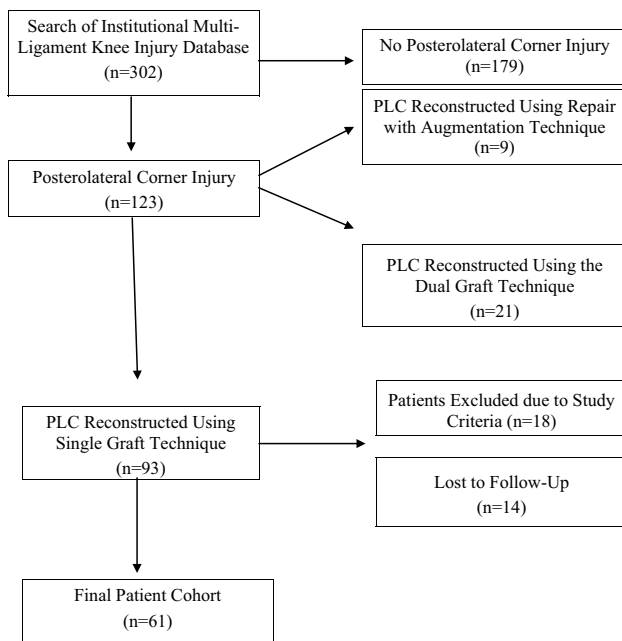 Search of Institutional Multi-
Ligament Knee Injury Database
(n=302)
No Posterolateral Corner Injury
(n=179)
PLC Reconstructed Using Repair
with Augmentation Technique
(n=9)
Posterolateral Corner Injury
(n=123)
PLC Reconstructed Using the
Dual Graft Technique
(n=21)
PLC Reconstructed Using
Single Graft Technique
(n=93)
Patients Excluded due to Study
Criteria (n=18)
Lost to Follow-Up
(n=14)
Final Patient Cohort
(n=61)